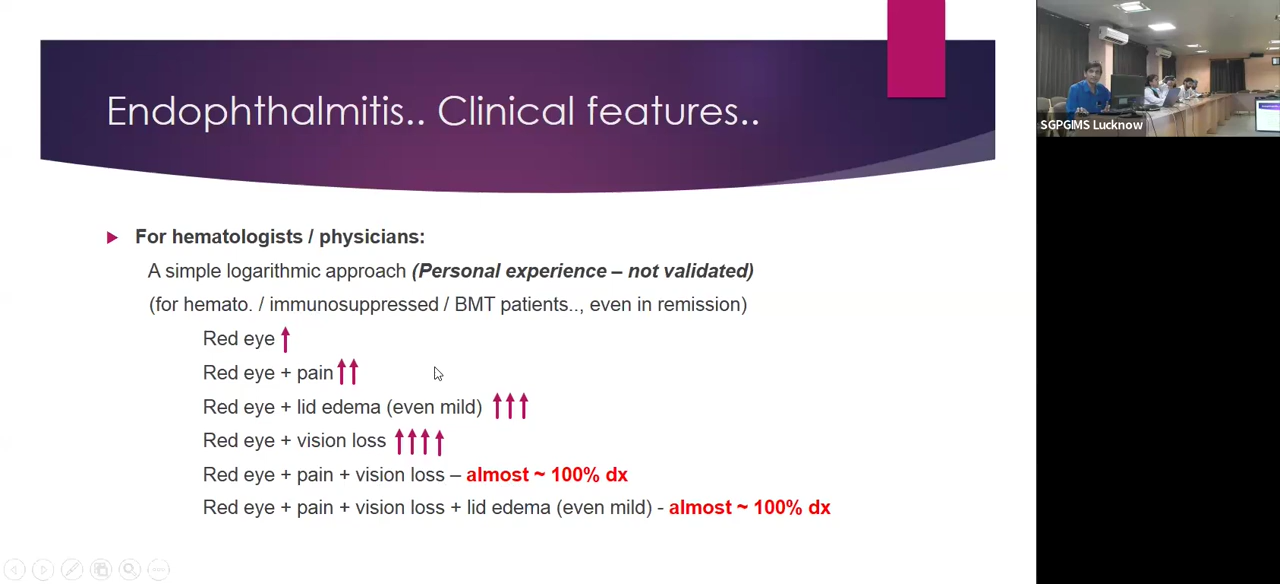 Endophthalmitis.. Clinical features..
SGPGIMS Lucknow
For hematologists / physicians:
A simple logarithmic approach (Personal experience – not validated)
(for hemato. / immunosuppressed / BMT patients.., even in remission)
Red eye
Red eye + pain
Red eye + lid edema (even mild)
Red eye + vision loss
Red eye + pain + vision loss – almost ~ 100% dx
Red eye + pain + vision loss + lid edema (even mild) - almost ~ 100% dx